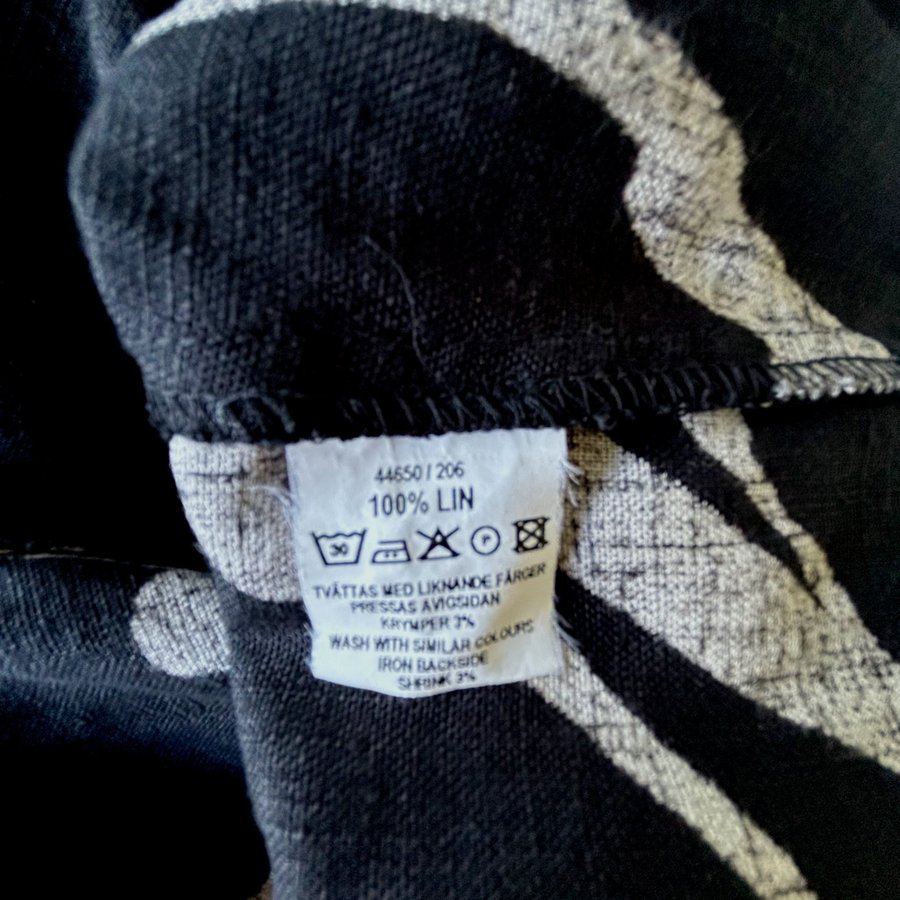 44650 / 206
100% LIN
30 P
TVÄTTAS MED LIKNANDE FÄRGER
PRESSAS AVIGSIDAN
KRYMPER 3%
WASH WITH SIMILAR COLOURS
IRON BACKSIDE
SHRINK 3%